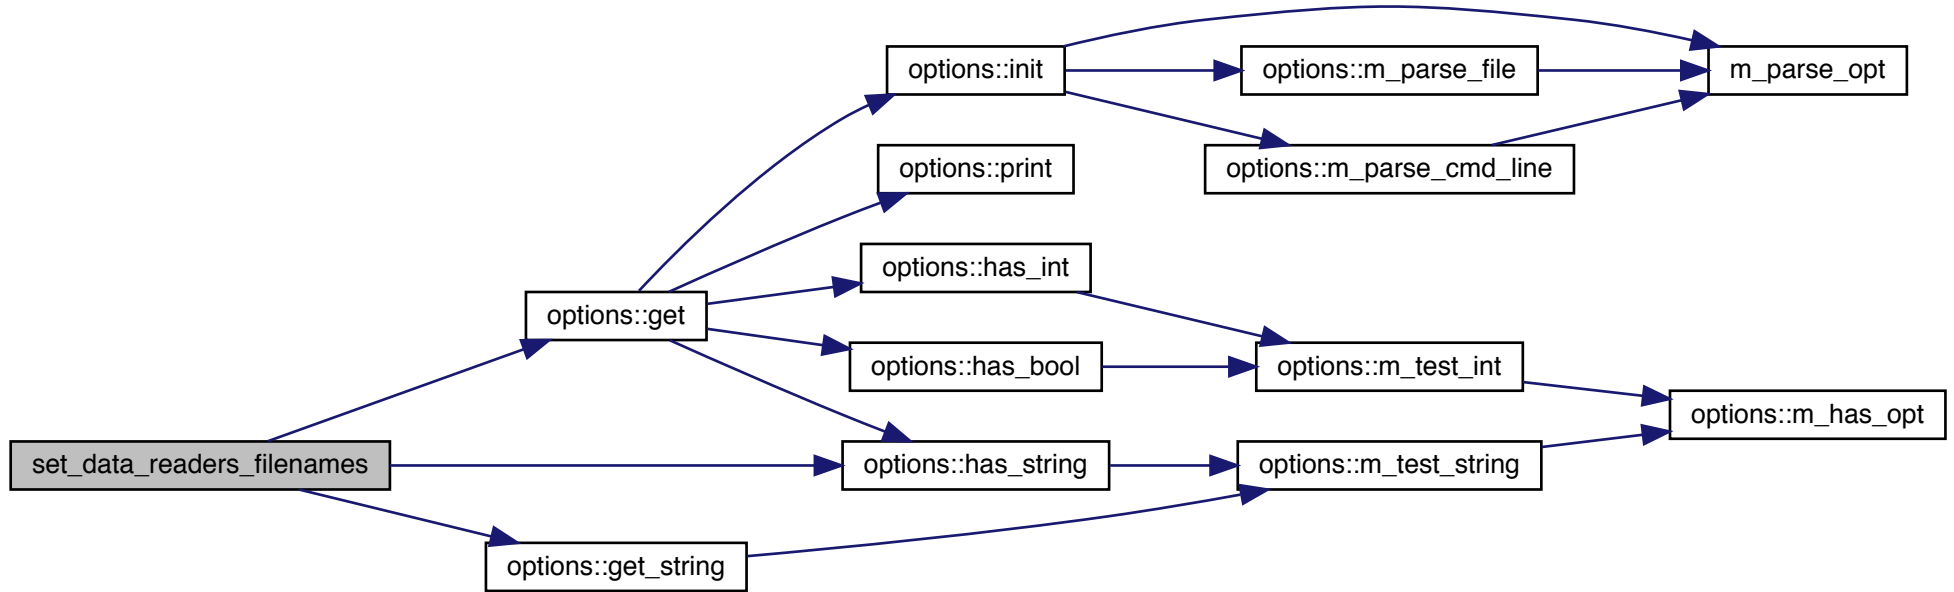 options::init
options::m_parse_file
m_parse_opt
options::print
options::m_parse_cmd_line
options::has_int
options::get
options::has_bool
options::m_test_int
options::m_has_opt
set_data_readers_filenames
options::has_string
options::m_test_string
options::get_string